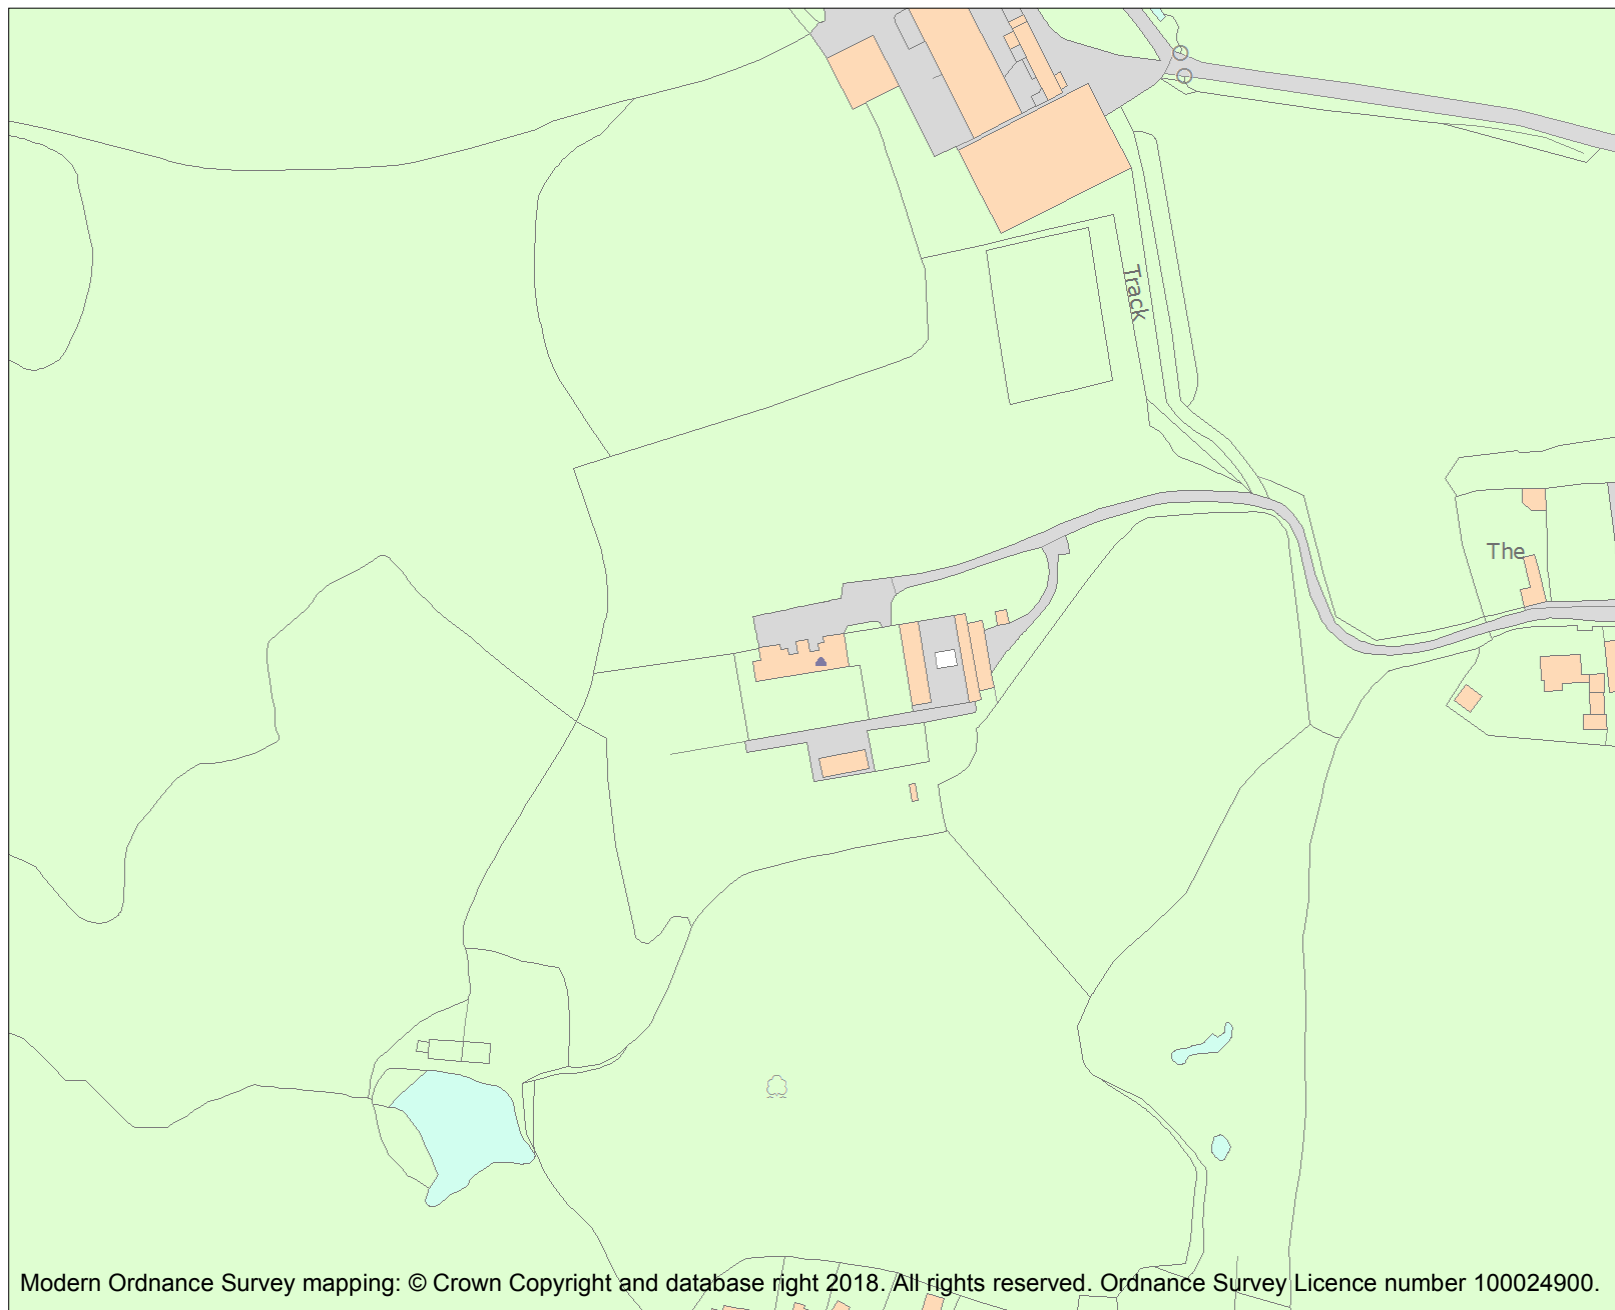 Track
The
Modern Ordnance Survey mapping: © Crown Copyright and database right 2018. All rights reserved. Ordnance Survey Licence number 100024900.